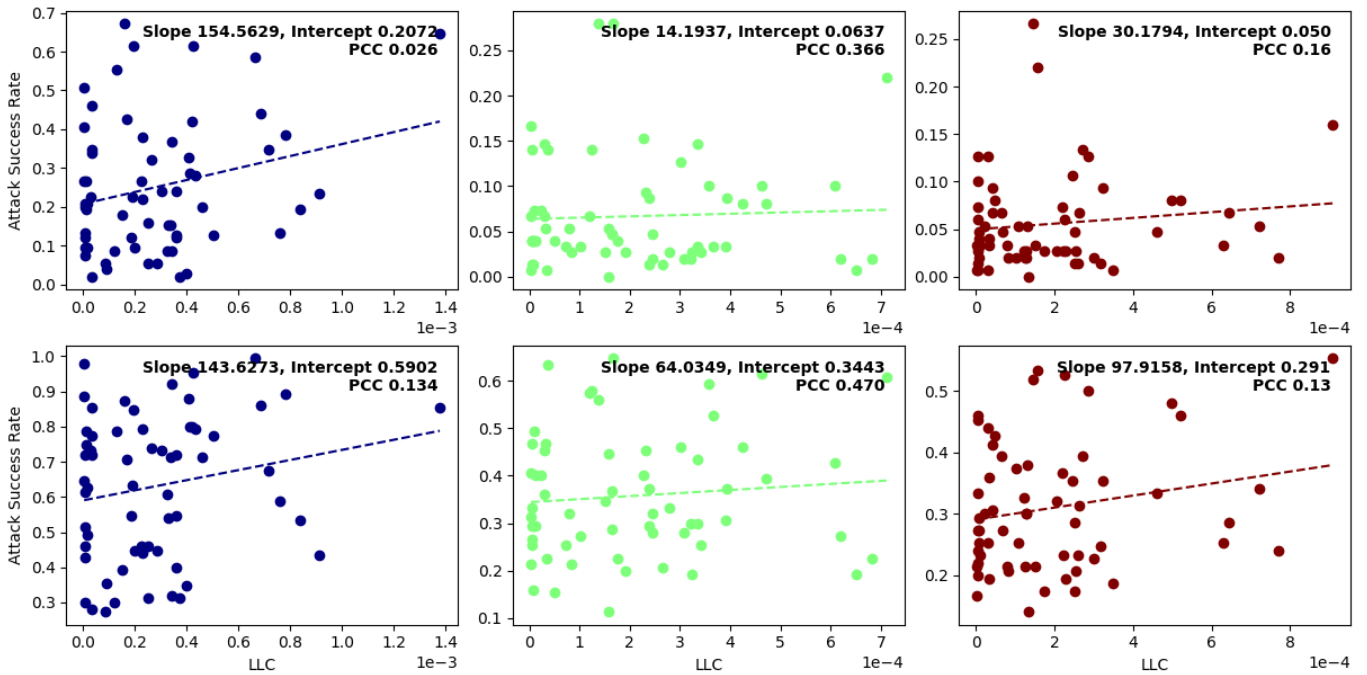 Slope 154.5629, Intercept 0.2072
PCC 0.026
Attack Success Rate
0.7
0.6
0.5
0.4
0.3
0.2
0.1
0.0
0.0 0.2 0.4 0.6 0.8 1.0 1.2 1.4
1e−3
Slope 14.1937, Intercept 0.0637
PCC 0.366
0.25
0.20
0.15
0.10
0.05
0.00
0 1 2 3 4 5 6 7
1e−4
Slope 30.1794, Intercept 0.050
PCC 0.16
0.25
0.20
0.15
0.10
0.05
0.00
0 2 4 6 8
1e−4
Slope 143.6273, Intercept 0.5902
PCC 0.134
Attack Success Rate
1.0
0.9
0.8
0.7
0.6
0.5
0.4
0.3
0.0 0.2 0.4 0.6 0.8 1.0 1.2 1.4
LLC
1e−3
Slope 64.0349, Intercept 0.3443
PCC 0.470
0.6
0.5
0.4
0.3
0.2
0.1
0 1 2 3 4 5 6 7
LLC
1e−4
Slope 97.9158, Intercept 0.291
PCC 0.13
0.5
0.4
0.3
0.2
0 2 4 6 8
LLC
1e−4